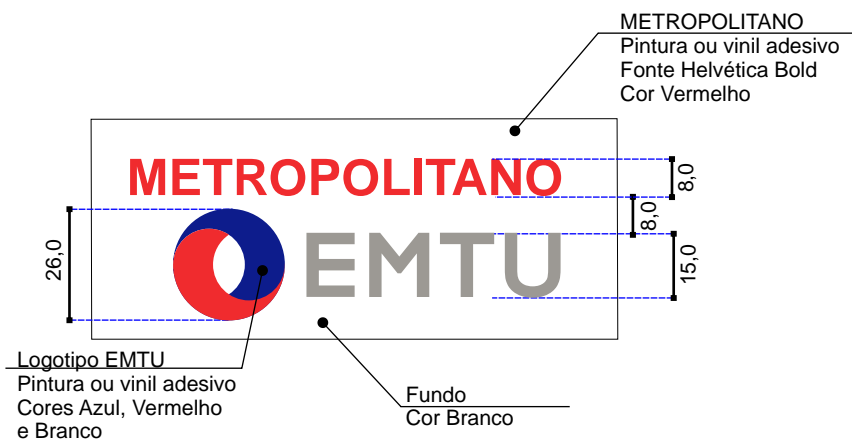 METROPOLITANO
Pintura ou vinil adesivo
Fonte Helvética Bold
Cor Vermelho
METROPOLITANO
8,0
8,0
26,0
EMTU
15,0
Logotipo EMTU
Pintura ou vinil adesivo
Cores Azul, Vermelho
e Branco
Fundo
Cor Branco